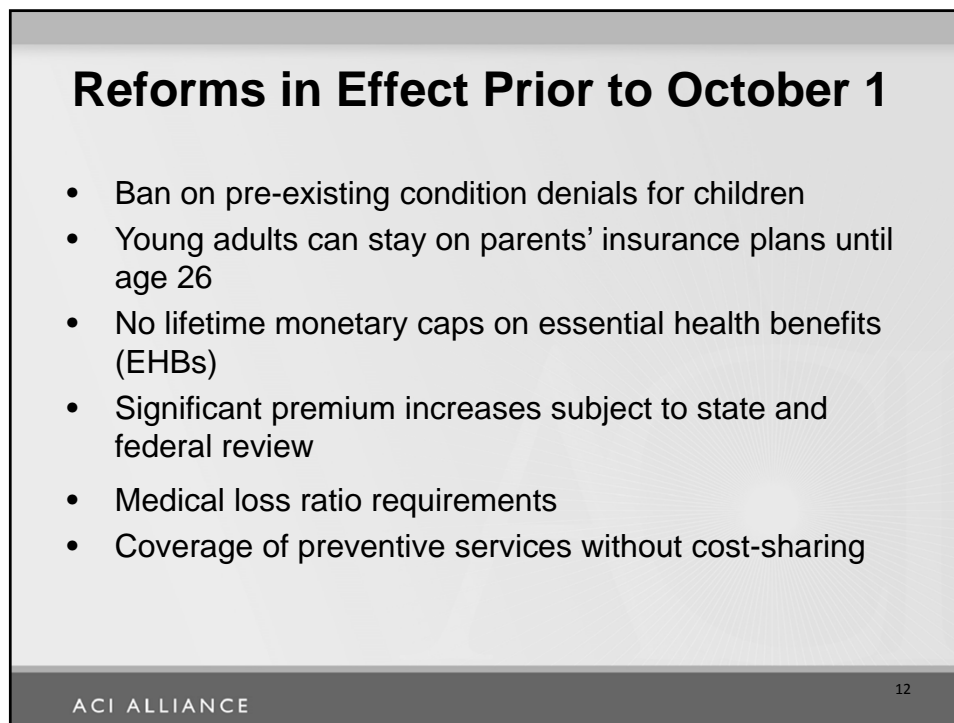 Reforms in Effect Prior to October 1
• Ban on pre-existing condition denials for children
• Young adults can stay on parents’ insurance plans until
age 26
• No lifetime monetary caps on essential health benefits
(EHBs)
• Significant premium increases subject to state and
federal review
• Medical loss ratio requirements
• Coverage of preventive services without cost-sharing
12
ACI ALLIANCE